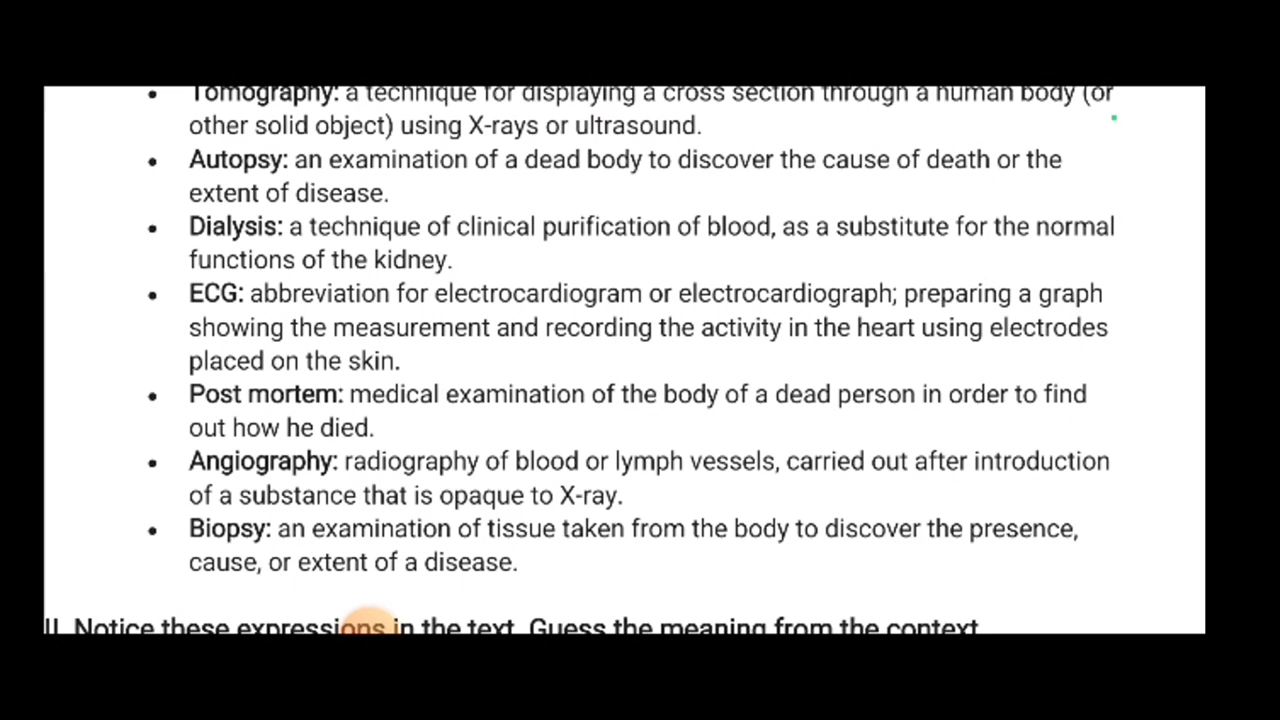 Tomography: a technique for displaying a cross section through a human body (or
other solid object) using X-rays or ultrasound.
• Autopsy: an examination of a dead body to discover the cause of death or the
extent of disease.
• Dialysis: a technique of clinical purification of blood, as a substitute for the normal
functions of the kidney.
• ECG: abbreviation for electrocardiogram or electrocardiograph; preparing a graph
showing the measurement and recording the activity in the heart using electrodes
placed on the skin.
• Post mortem: medical examination of the body of a dead person in order to find
out how he died.
• Angiography: radiography of blood or lymph vessels, carried out after introduction
of a substance that is opaque to X-ray.
• Biopsy: an examination of tissue taken from the body to discover the presence,
cause, or extent of a disease.
II. Notice these expressions in the text. Guess the meaning from the context